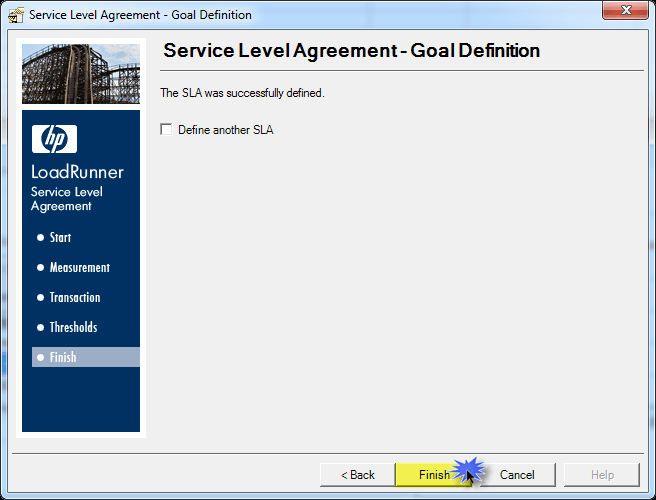 Service Level Agreement - Goal Definition
Service Level Agreement - Goal Definition
The SLA was successfully defined.
Define another SLA
hp
LoadRunner
Service Level
Agreement
Start
Measurement
Transaction
Thresholds
Finish
< Back
Finish
Cancel
Help